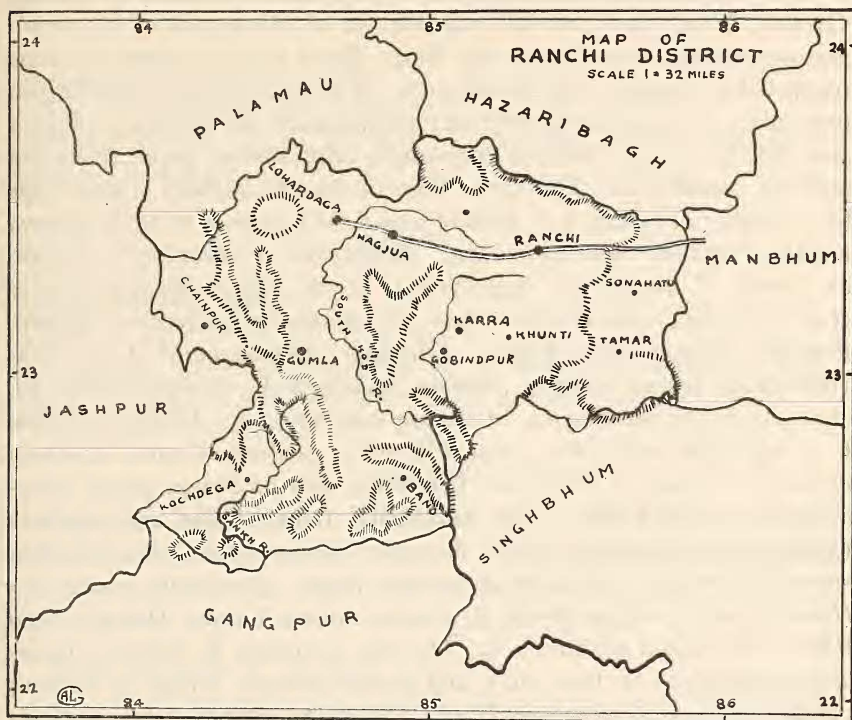 84
85
86
24
24
MAP OF
RANCHI DISTRICT
SCALE 1 = 32 MILES
PALAMAU
HAZARIBAGH
LOHARDAGA
NAGJUA
RANCHI
MANBHUM
CHAINPUR
SONAHATU
SOUTH KOEL R.
KARRA
KHUNTI
TAMAR
GUMLA
GOBINDPUR
23
23
JASHPUR
KOCHDEGA
BANO
SANKH R.
SINGHBHUM
GANGPUR
22
22
ALG
84
85
86